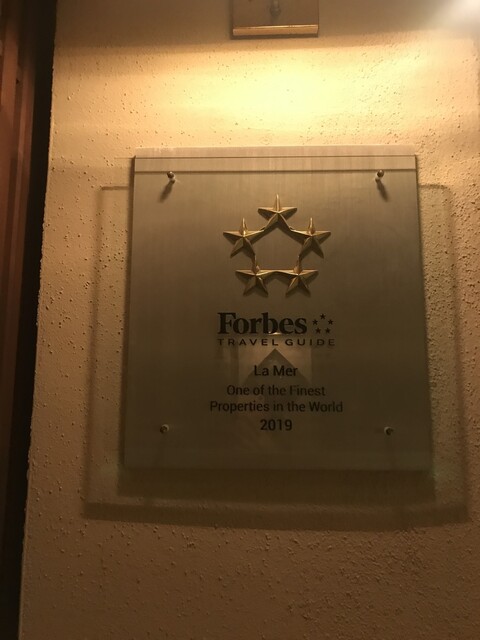 Forbes
TRAVEL GUIDE
La Mer
One of the Finest
Properties in the World
2019